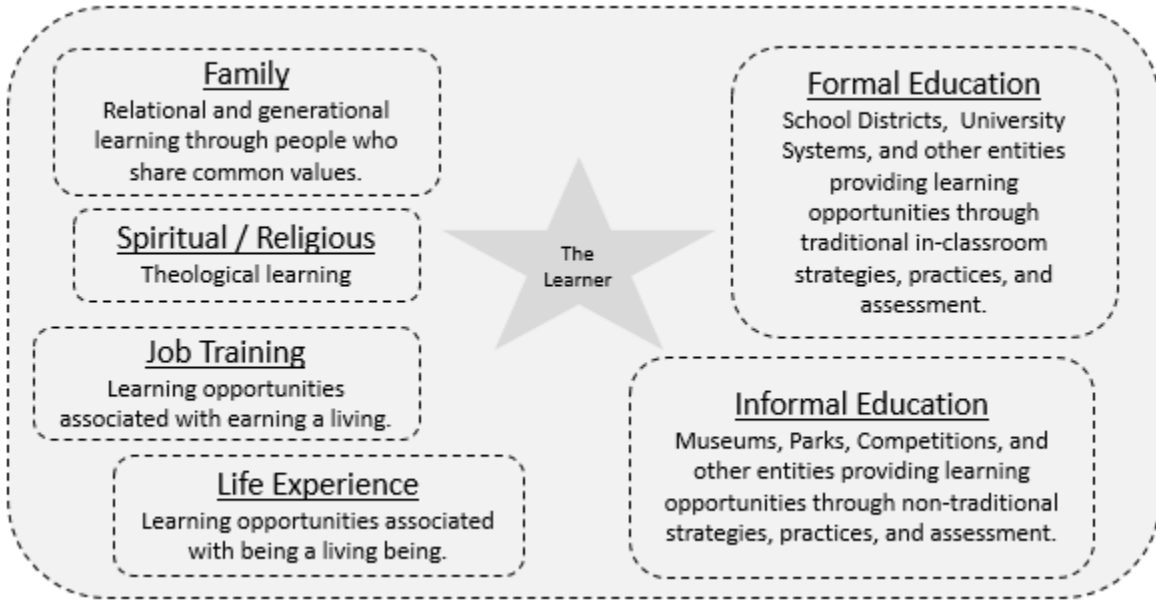 Family
Relational and generational
learning through people who
share common values.
Spiritual / Religious
Theological learning
Job Training
Learning opportunities
associated with earning a living.
Life Experience
Learning opportunities associated
with being a living being.
The
Learner
Formal Education
School Districts,  University
Systems, and other entities
providing learning
opportunities through
traditional in-classroom
strategies, practices, and
assessment.
Informal Education
Museums, Parks, Competitions, and
other entities providing learning
opportunities through non-traditional
strategies, practices, and assessment.